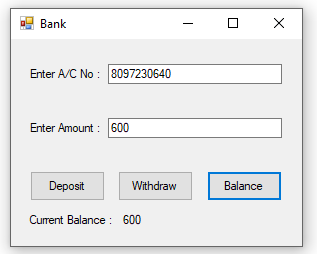 Bank
Enter A/C No : 8097230640
Enter Amount : 600
Deposit Withdraw Balance
Current Balance : 600